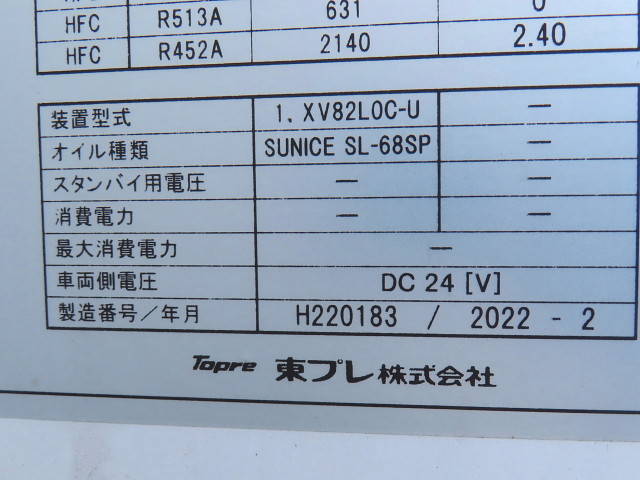 HFC R513A 631 0
HFC R452A 2140 2.40
装置型式 1, XV82LOC-U —
オイル種類 SUNICE SL-68SP —
スタンバイ用電圧 — —
消費電力 — —
最大消費電力 —
車両側電圧 DC 24 [V]
製造番号/年月 H220183 / 2022 - 2
Topre 東プレ株式会社